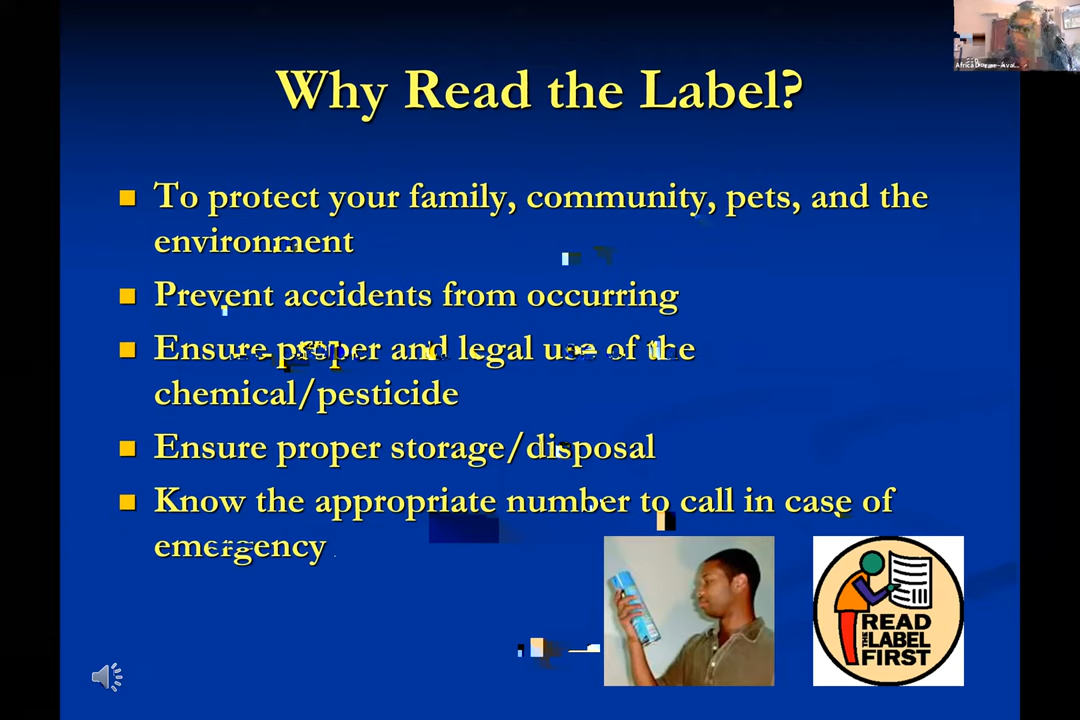 Why Read the Label?
To protect your family, community, pets, and the
environment
Prevent accidents from occurring
Ensure proper and legal use of the
chemical/pesticide
Ensure proper storage/disposal
Know the appropriate number to call in case of
emergency
READ
THE LABEL
FIRST